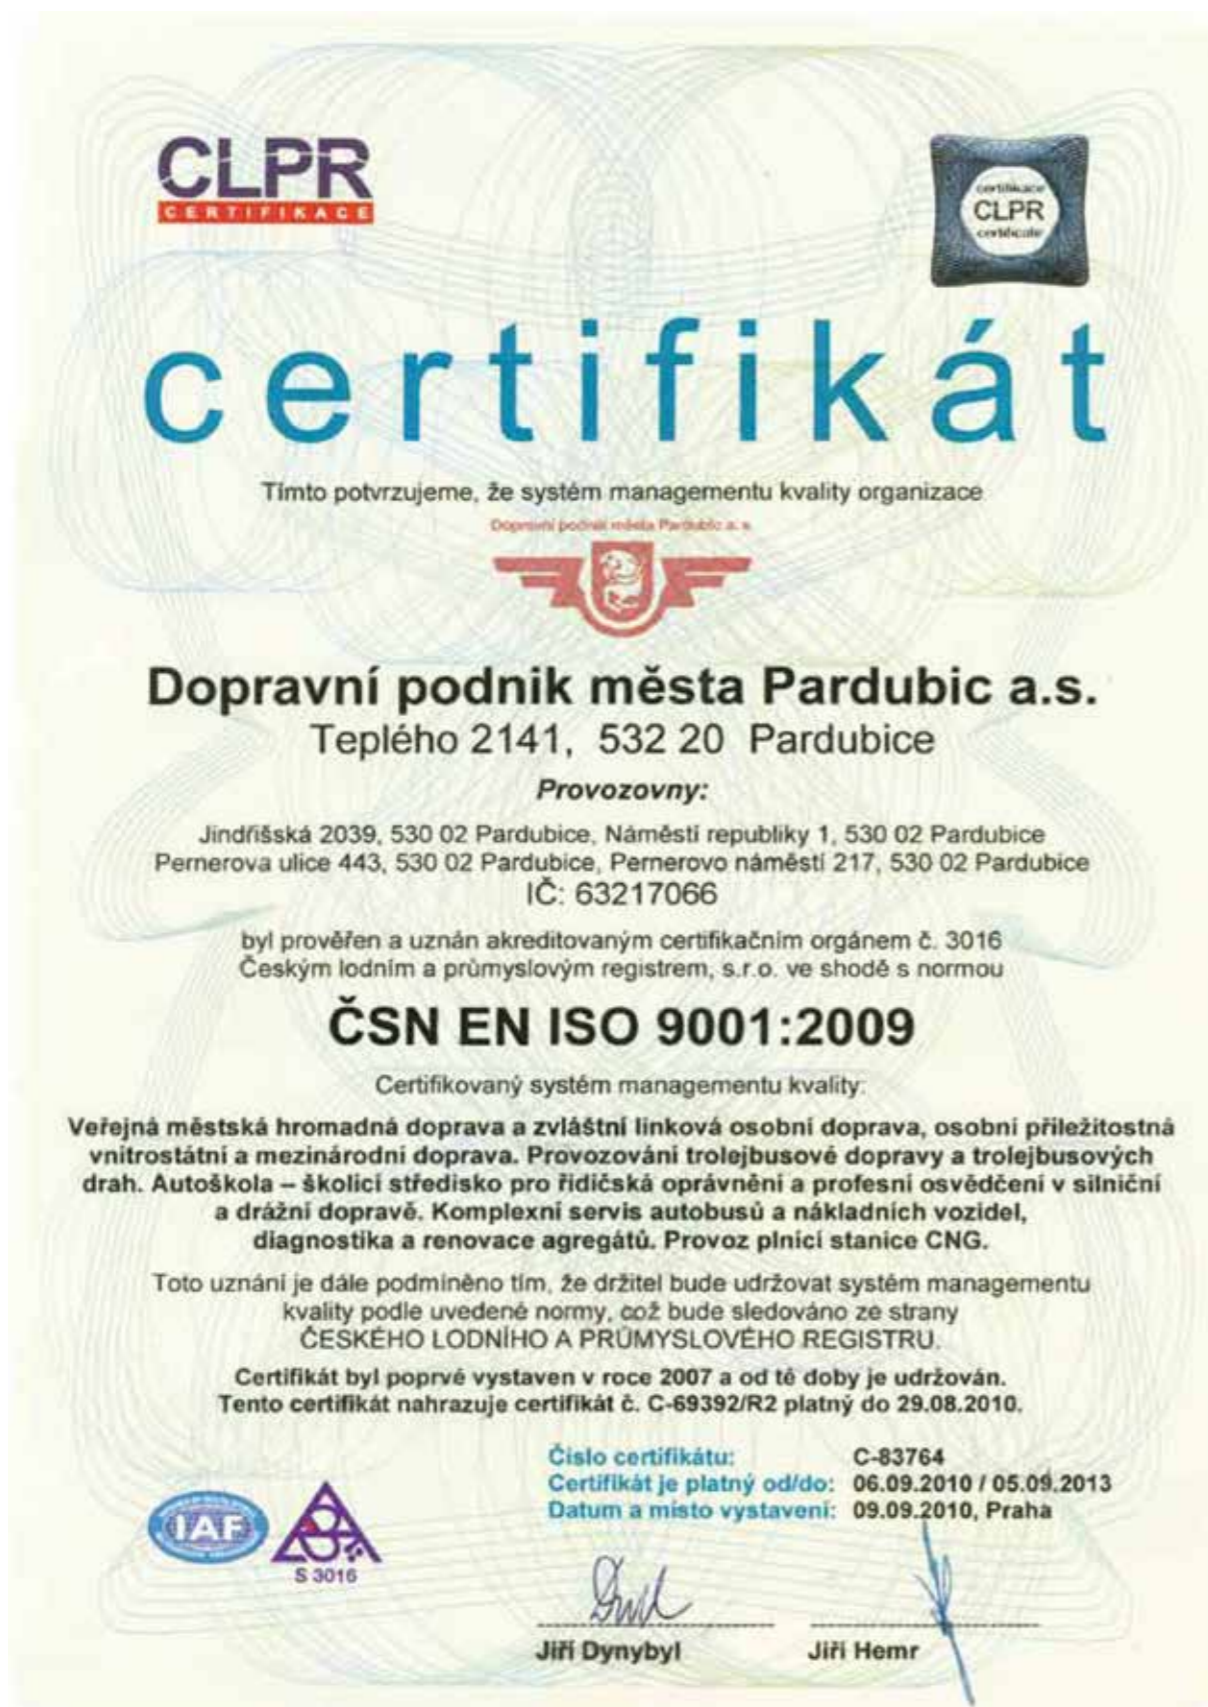 CLPR
CERTIFIKACE
certifikace
CLPR
certificate
certifikát
Tímto potvrzujeme, že systém managementu kvality organizace
Dopravní podnik města Pardubic a. s.
Dopravní podnik města Pardubic a.s.
Teplého 2141, 532 20 Pardubice
Provozovny:
Jindřišská 2039, 530 02 Pardubice, Náměstí republiky 1, 530 02 Pardubice
Pernerova ulice 443, 530 02 Pardubice, Pernerovo náměstí 217, 530 02 Pardubice
IČ: 63217066
byl prověřen a uznán akreditovaným certifikačním orgánem č. 3016
Českým lodním a průmyslovým registrem, s.r.o. ve shodě s normou
ČSN EN ISO 9001:2009
Certifikovaný systém managementu kvality:
Veřejná městská hromadná doprava a zvláštní linková osobní doprava, osobní příležitostná
vnitrostátní a mezinárodní doprava. Provozování trolejbusové dopravy a trolejbusových
drah. Autoškola – školicí středisko pro řidičská oprávnění a profesní osvědčení v silniční
a drážní dopravě. Komplexní servis autobusů a nákladních vozidel,
diagnostika a renovace agregátů. Provoz plnicí stanice CNG.
Toto uznání je dále podmíněno tím, že držitel bude udržovat systém managementu
kvality podle uvedené normy, což bude sledováno ze strany
ČESKÉHO LODNÍHO A PRŮMYSLOVÉHO REGISTRU.
Certifikát byl poprvé vystaven v roce 2007 a od té doby je udržován.
Tento certifikát nahrazuje certifikát č. C-69392/R2 platný do 29.08.2010.
Číslo certifikátu: C-83764
Certifikát je platný od/do: 06.09.2010 / 05.09.2013
Datum a místo vystavení: 09.09.2010, Praha
IAF
S 3016
Jiří Dynybyl Jiří Hemr